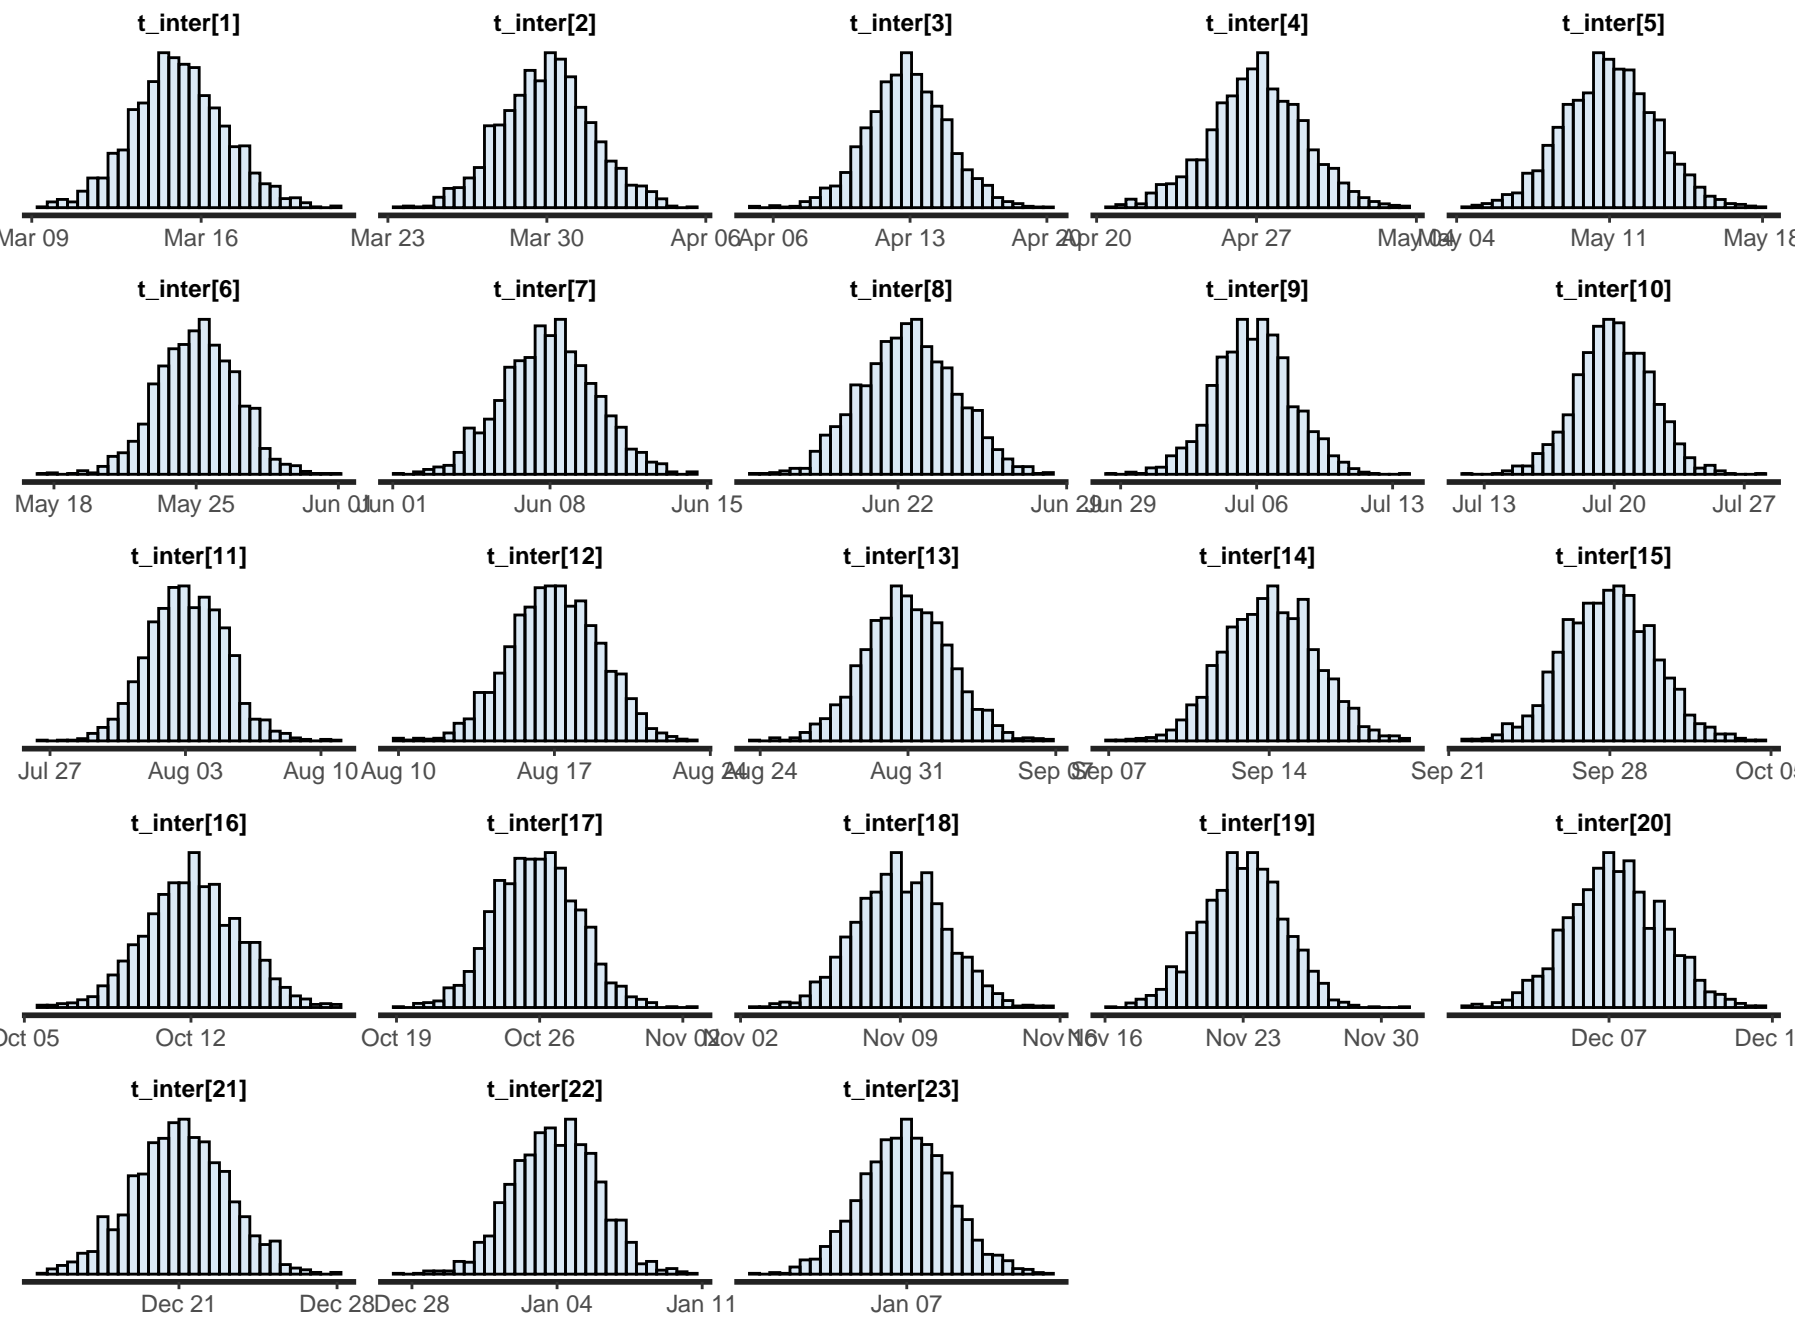 t_inter[1] t_inter[2] t_inter[3] t_inter[4] t_inter[5]
Mar 09 Mar 16 Mar 23 Mar 30 Apr 06 Apr 06 Apr 13 Apr 20 Apr 20 Apr 27 May 04 May 04 May 11 May 18
t_inter[6] t_inter[7] t_inter[8] t_inter[9] t_inter[10]
May 18 May 25 Jun 01 Jun 01 Jun 08 Jun 15 Jun 22 Jun 29 Jun 29 Jul 06 Jul 13 Jul 13 Jul 20 Jul 27
t_inter[11] t_inter[12] t_inter[13] t_inter[14] t_inter[15]
Jul 27 Aug 03 Aug 10 Aug 10 Aug 17 Aug 24 Aug 24 Aug 31 Sep 07 Sep 07 Sep 14 Sep 21 Sep 28 Oct 05
t_inter[16] t_inter[17] t_inter[18] t_inter[19] t_inter[20]
Oct 05 Oct 12 Oct 19 Oct 26 Nov 02 Nov 02 Nov 09 Nov 16 Nov 16 Nov 23 Nov 30 Dec 07 Dec 1
t_inter[21] t_inter[22] t_inter[23]
Dec 21 Dec 28 Dec 28 Jan 04 Jan 11 Jan 07